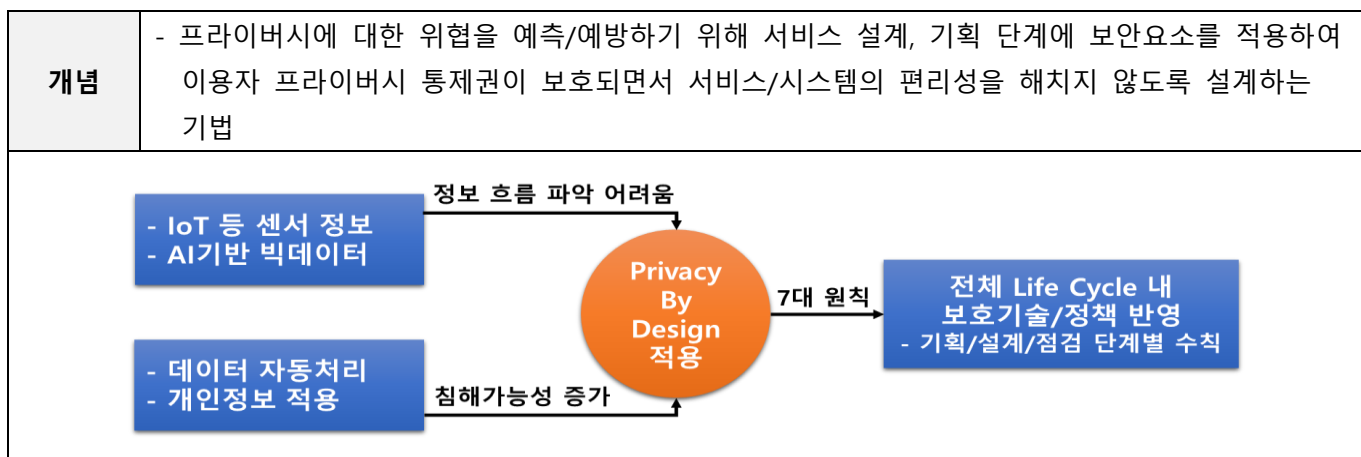 개념
- 프라이버시에 대한 위협을 예측/예방하기 위해 서비스 설계, 기획 단계에 보안요소를 적용하여
이용자 프라이버시 통제권이 보호되면서 서비스/시스템의 편리성을 해치지 않도록 설계하는
기법
정보 흐름 파악 어려움
- IoT 등 센서 정보
- AI기반 빅데이터
Privacy
By
Design
적용
7대 원칙
전체 Life Cycle 내
보호기술/정책 반영
- 기획/설계/점검 단계별 수칙
- 데이터 자동처리
- 개인정보 적용
침해가능성 증가